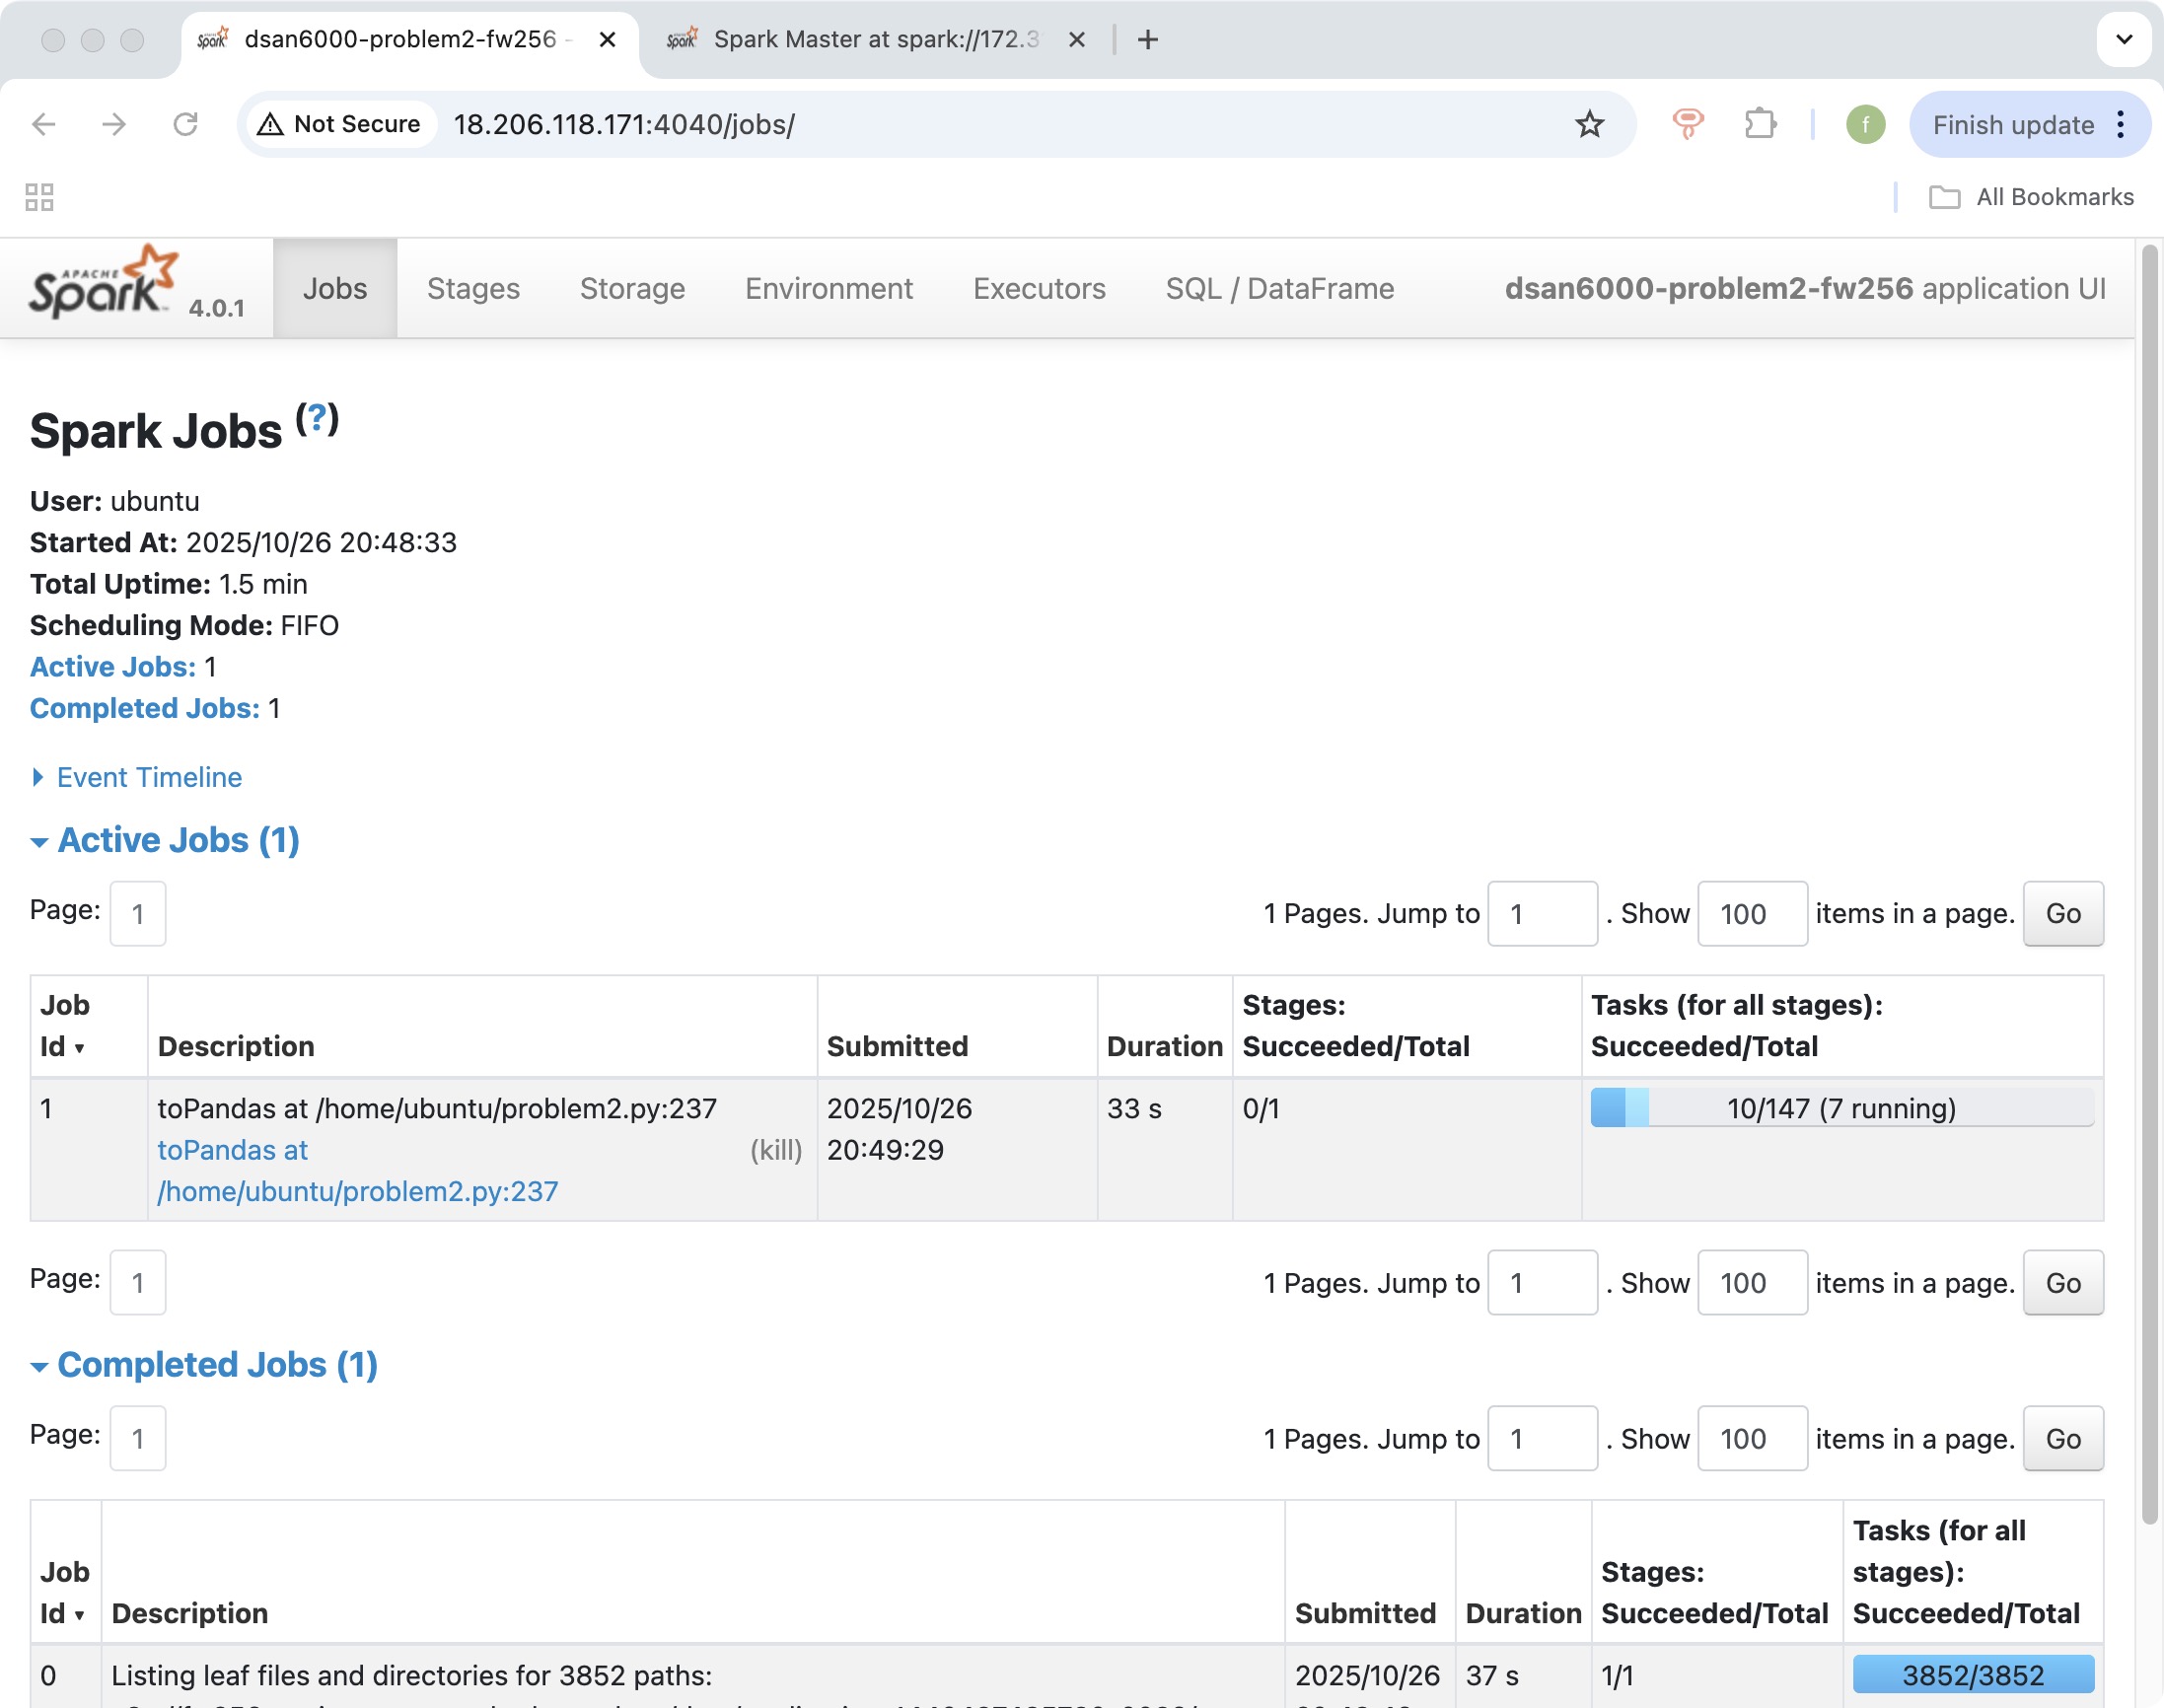 dsan6000-problem2-fw256 -
Spark Master at spark://172.3
Not Secure 18.206.118.171:4040/jobs/
f
Finish update
All Bookmarks
APACHE Spark 4.0.1
Jobs Stages Storage Environment Executors SQL / DataFrame dsan6000-problem2-fw256 application UI
Spark Jobs (?)
User: ubuntu
Started At: 2025/10/26 20:48:33
Total Uptime: 1.5 min
Scheduling Mode: FIFO
Active Jobs: 1
Completed Jobs: 1
Event Timeline
Active Jobs (1)
Page: 1 1 Pages. Jump to 1 . Show 100 items in a page. Go
Job Id ▾ Description Submitted Duration Stages: Succeeded/Total Tasks (for all stages): Succeeded/Total
1 toPandas at /home/ubuntu/problem2.py:237 2025/10/26 33 s 0/1 10/147 (7 running)
toPandas at (kill) 20:49:29
/home/ubuntu/problem2.py:237
Page: 1 1 Pages. Jump to 1 . Show 100 items in a page. Go
Completed Jobs (1)
Page: 1 1 Pages. Jump to 1 . Show 100 items in a page. Go
Job Id ▾ Description Submitted Duration Stages: Succeeded/Total Tasks (for all stages): Succeeded/Total
0 Listing leaf files and directories for 3852 paths: 2025/10/26 37 s 1/1 3852/3852